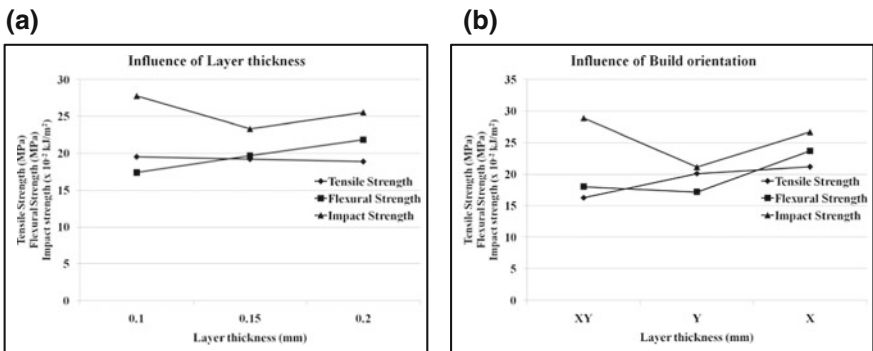 (a)
Influence of Layer thickness
Tensile Strength (MPa)
Flexural Strength (MPa)
Impact strength (x 10⁻² kJ/m²)
30
25
20
15
10
5
0
Tensile Strength
Flexural Strength
Impact Strength
0.1 0.15 0.2
Layer thickness (mm)
(b)
Influence of Build orientation
Tensile Strength (MPa)
Flexural Strength (MPa)
Impact strength (x 10⁻² kJ/m²)
35
30
25
20
15
10
5
0
Tensile Strength
Flexural Strength
Impact Strength
XY Y X
Layer thickness (mm)